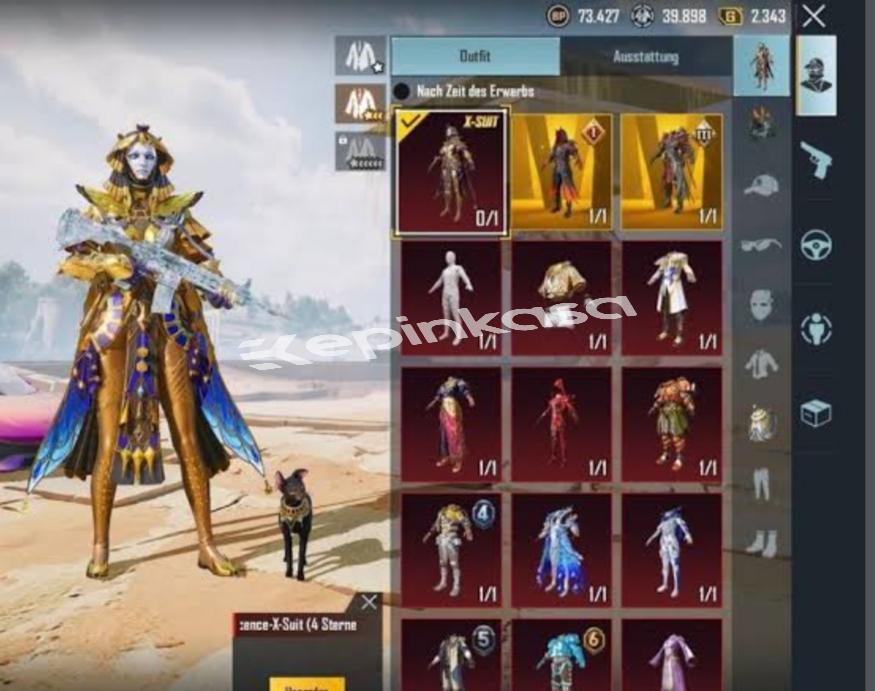 BP 73.427 39.898 G 2.343
Outfit Ausstattung
Nach Zeit des Erwerbs
X-SUIT
0/1 1/1 1/1
kepinkasa
1/1 1/1 1/1
1/1 1/1 1/1
4
1/1 1/1 1/1
5 6
cence-X-Suit (4 Sterne